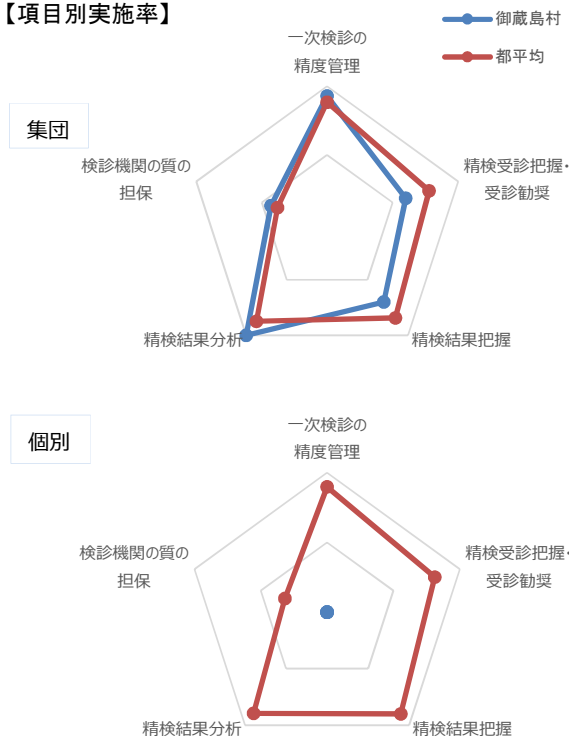 【項目別実施率】
御蔵島村
都平均
集団
一次検診の
精度管理
精検受診把握・
受診勧奨
精検結果把握
精検結果分析
検診機関の質の
担保
個別
一次検診の
精度管理
精検受診把握・
受診勧奨
精検結果把握
精検結果分析
検診機関の質の
担保